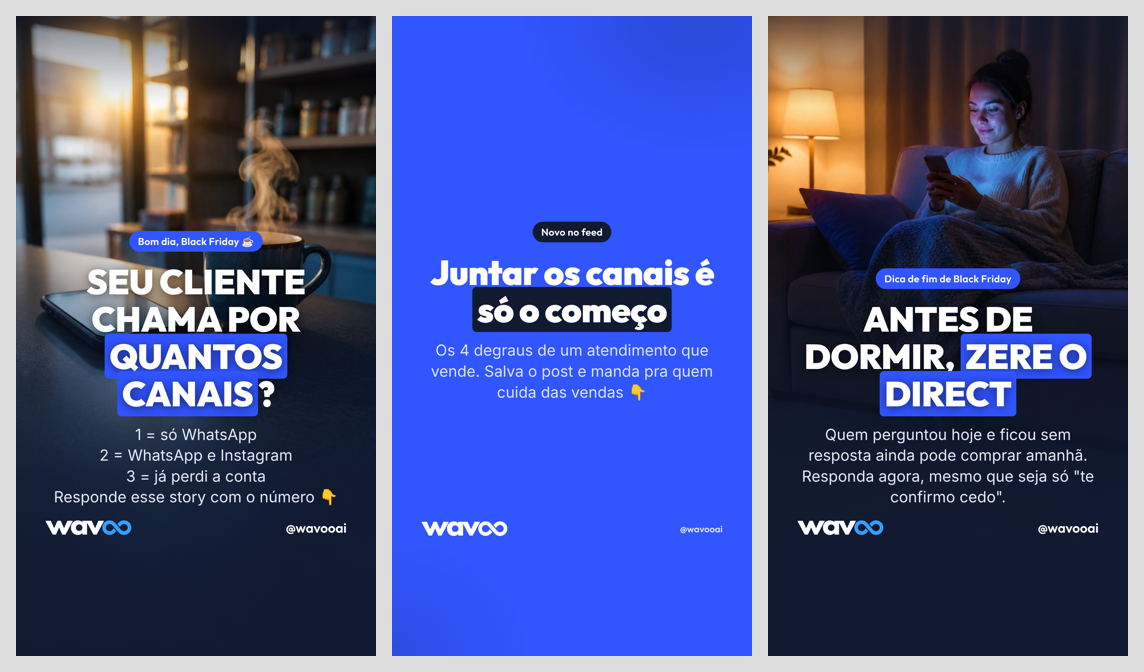 Bom dia, Black Friday ☕
SEU CLIENTE
CHAMA POR
QUANTOS
CANAIS?
1 = só WhatsApp
2 = WhatsApp e Instagram
3 = já perdi a conta
Responde esse story com o número 👇
wavoo
@wavooai
Novo no feed
Juntar os canais é
só o começo
Os 4 degraus de um atendimento que
vende. Salva o post e manda pra quem
cuida das vendas 👇
wavoo
@wavooai
Dica de fim de Black Friday
ANTES DE
DORMIR, ZERE O
DIRECT
Quem perguntou hoje e ficou sem
resposta ainda pode comprar amanhã.
Responda agora, mesmo que seja só "te
confirmo cedo".
wavoo
@wavooai